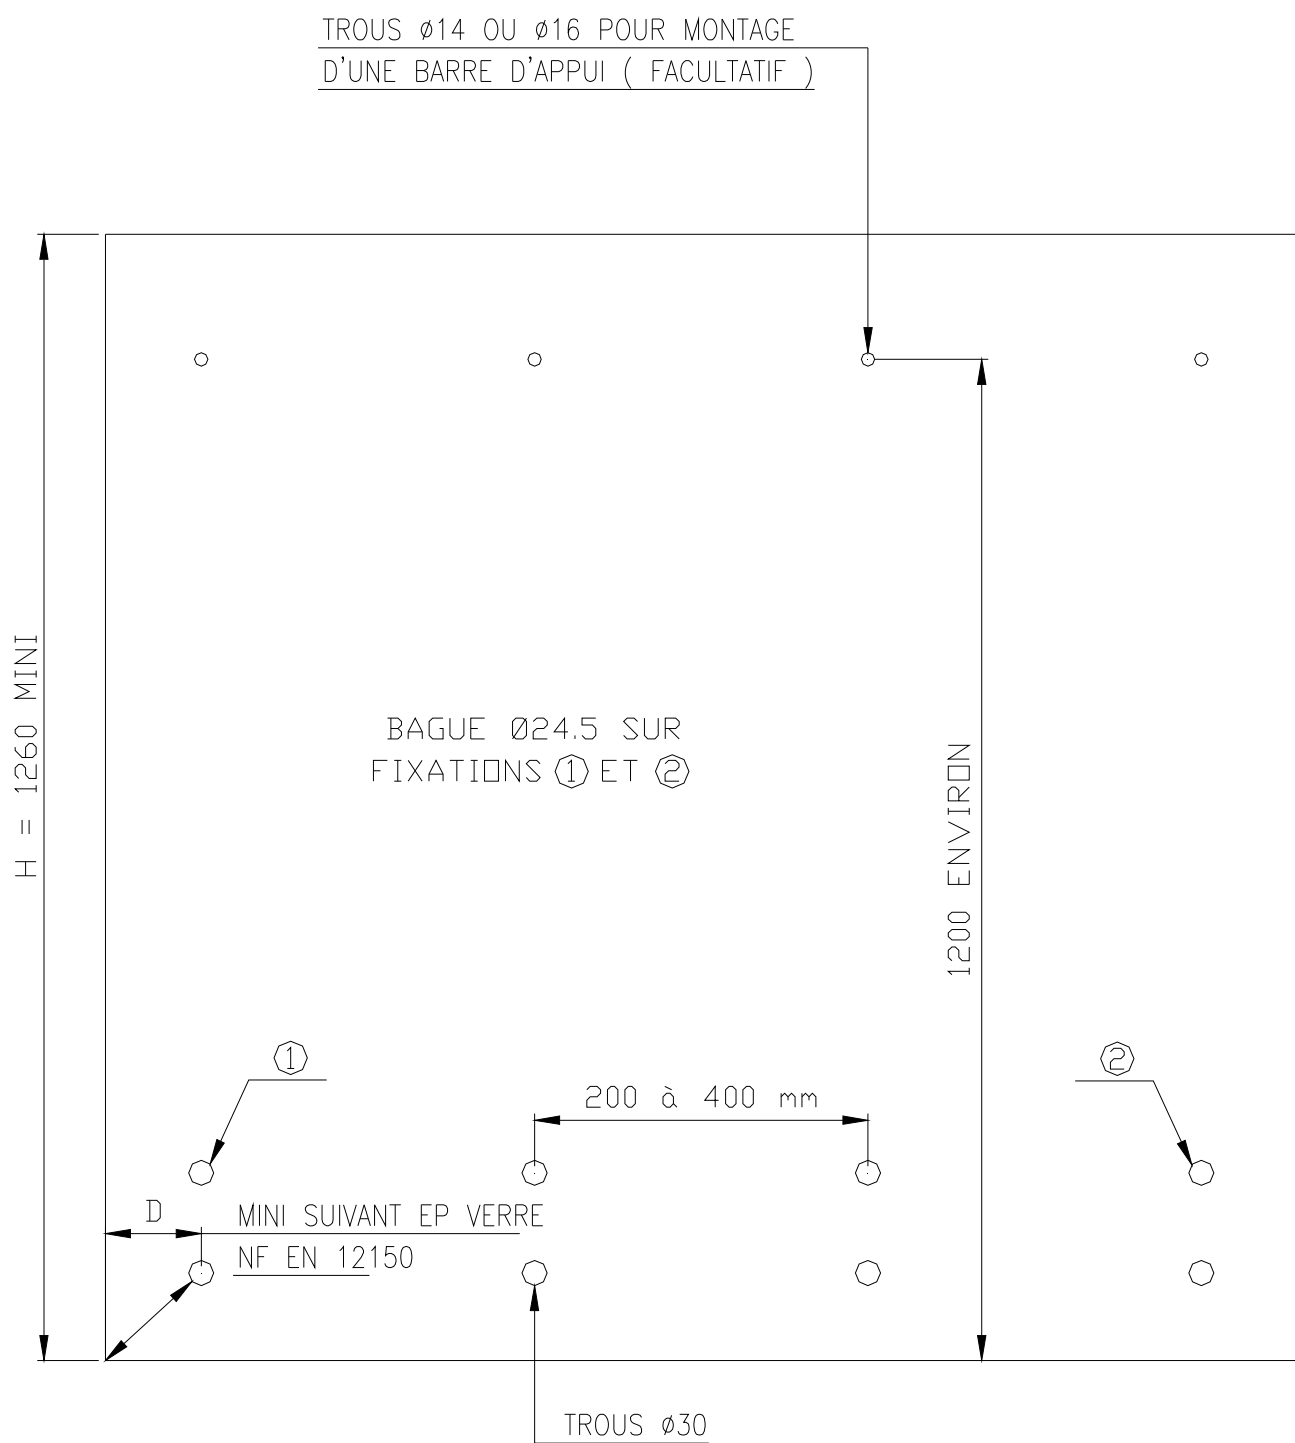 TROUS ø14 OU ø16 POUR MONTAGE
D'UNE BARRE D'APPUI ( FACULTATIF )
H = 1260 MINI
BAGUE Ø24.5 SUR
FIXATIONS 1 ET 2
1200 ENVIRON
1
2
200 à 400 mm
D
MINI SUIVANT EP VERRE
NF EN 12150
TROUS ø30